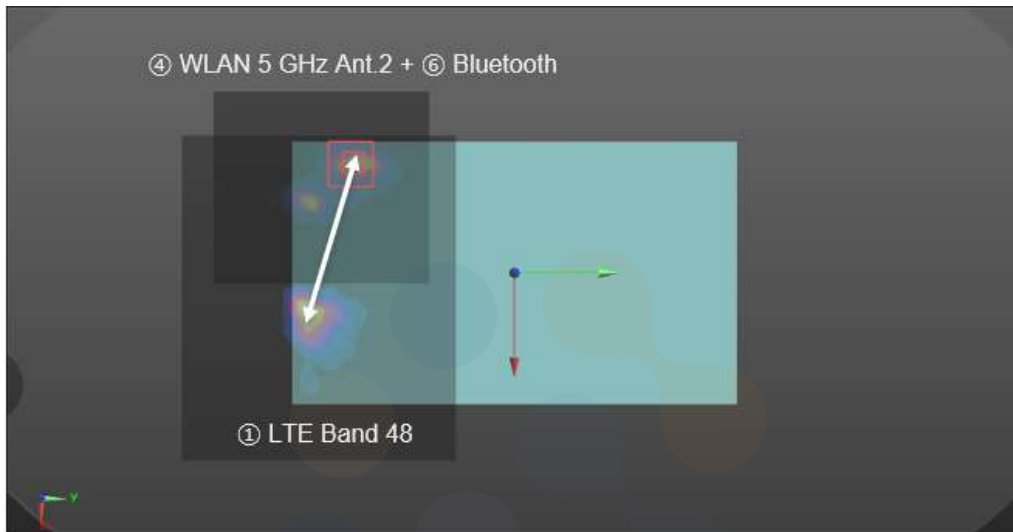 ④ WLAN 5 GHz Ant.2 + ⑥ Bluetooth
① LTE Band 48
y